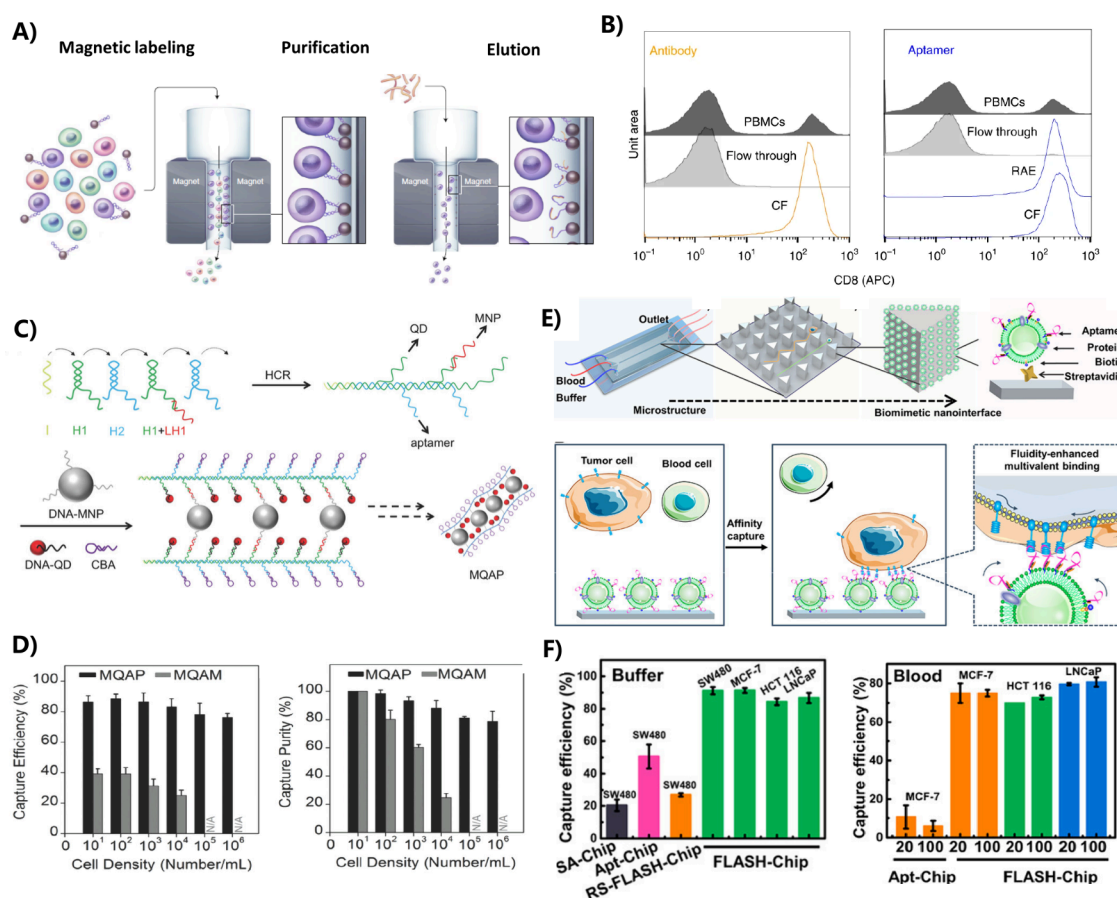 A)
Magnetic labeling Purification Elution
Magnet Magnet Magnet Magnet
B)
Antibody
Unit area
PBMCs
Flow through
CF
10⁻¹ 10⁰ 10¹ 10² 10³
Aptamer
PBMCs
Flow through
RAE
CF
10⁻¹ 10⁰ 10¹ 10² 10³
CD8 (APC)
C)
I H1 H2 H1+LH1
HCR
QD
MNP
aptamer
DNA-MNP
DNA-QD CBA
MQAP
D)
MQAP MQAM
Capture Efficiency (%)
100
80
60
40
20
0
N/A N/A
0 10¹ 10² 10³ 10⁴ 10⁵ 10⁶
Cell Density (Number/mL)
MQAP MQAM
Capture Purity (%)
100
80
60
40
20
0
N/A N/A
0 10¹ 10² 10³ 10⁴ 10⁵ 10⁶
Cell Density (Number/mL)
E)
Outlet
Blood
Buffer
Microstructure
Biomimetic nanointerface
Aptame
Protei
Bioti
Streptavidi
Tumor cell
Blood cell
Affinity
capture
Fluidity-enhanced
multivalent binding
F)
Buffer
Capture efficiency (%)
100
80
60
40
20
0
SW480
SW480
SW480
SW480
MCF-7
HCT 116
LNCaP
SA-Chip
Apt-Chip
RS-FLASH-Chip
FLASH-Chip
Blood
Capture efficiency (%)
80
60
40
20
0
MCF-7
MCF-7
HCT 116
LNCaP
20 100 20 100 20 100 20 100
Apt-Chip
FLASH-Chip